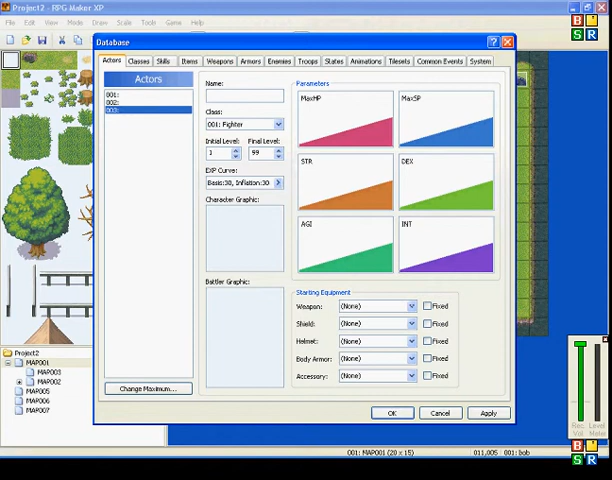 Project2 - RPG Maker XP
File Edit View Mode Draw Scale Tools Game Help
Database
Actors Classes Skills Items Weapons Armors Enemies Troops States Animations Tilesets Common Events System
Actors
001:
002:
003:
Change Maximum...
Name:
Class:
001: Fighter
Initial Level: Final Level:
1 99
EXP Curve:
Basis:30, Inflation:30
Character Graphic:
Battler Graphic:
Parameters
MaxHP MaxSP
STR DEX
AGI INT
Starting Equipment
Weapon: (None) Fixed
Shield: (None) Fixed
Helmet: (None) Fixed
Body Armor: (None) Fixed
Accessory: (None) Fixed
OK Cancel Apply
Project2
MAP001
MAP003
MAP002
MAP005
MAP006
MAP007
001: MAP001 (20 x 15) 011,005 : 001: bob
B
S R
B
Rec. Vol Level Meter
B
S R